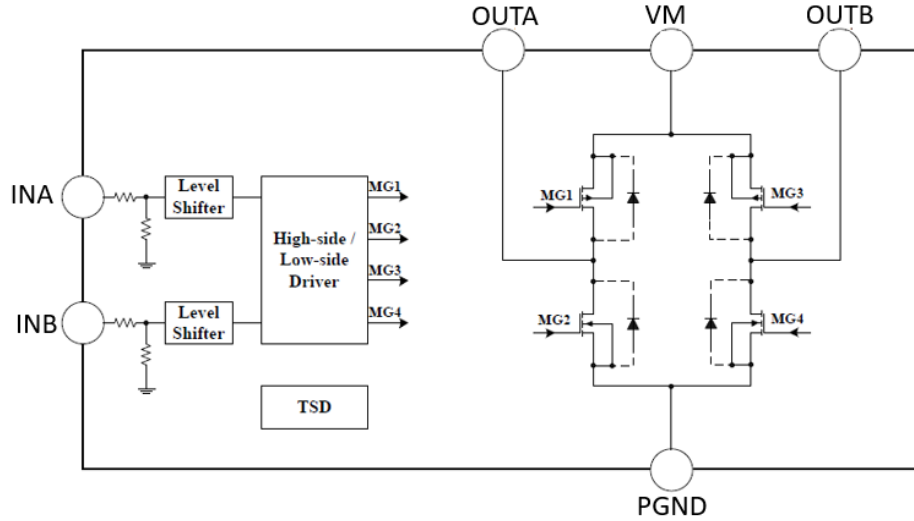 OUTA
VM
OUTB
INA
Level
Shifter
MG1
MG2
MG3
MG4
High-side /
Low-side
Driver
INB
Level
Shifter
TSD
MG1
MG3
MG2
MG4
PGND